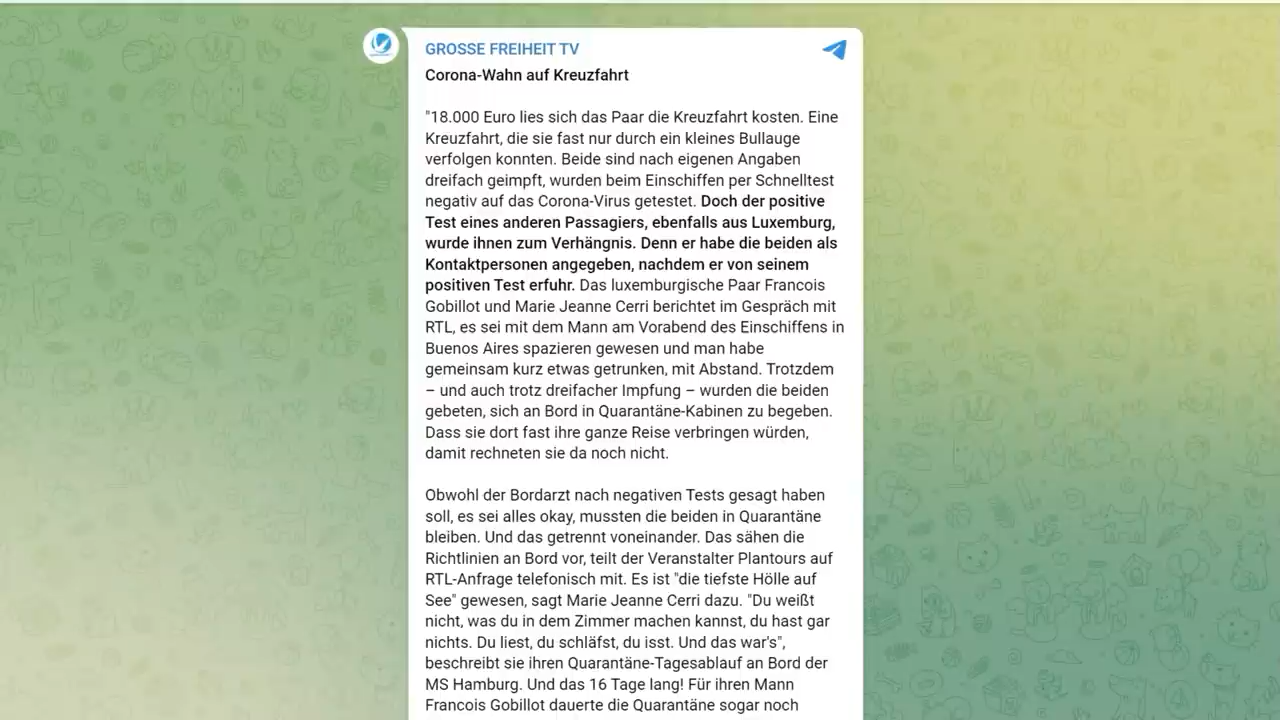 GROSSE FREIHEIT TV
Corona-Wahn auf Kreuzfahrt
"18.000 Euro lies sich das Paar die Kreuzfahrt kosten. Eine
Kreuzfahrt, die sie fast nur durch ein kleines Bullauge
verfolgen konnten. Beide sind nach eigenen Angaben
dreifach geimpft, wurden beim Einschiffen per Schnelltest
negativ auf das Corona-Virus getestet. Doch der positive
Test eines anderen Passagiers, ebenfalls aus Luxemburg,
wurde ihnen zum Verhängnis. Denn er habe die beiden als
Kontaktpersonen angegeben, nachdem er von seinem
positiven Test erfuhr. Das luxemburgische Paar Francois
Gobillot und Marie Jeanne Cerri berichtet im Gespräch mit
RTL, es sei mit dem Mann am Vorabend des Einschiffens in
Buenos Aires spazieren gewesen und man habe
gemeinsam kurz etwas getrunken, mit Abstand. Trotzdem
– und auch trotz dreifacher Impfung – wurden die beiden
gebeten, sich an Bord in Quarantäne-Kabinen zu begeben.
Dass sie dort fast ihre ganze Reise verbringen würden,
damit rechneten sie da noch nicht.
Obwohl der Bordarzt nach negativen Tests gesagt haben
soll, es sei alles okay, mussten die beiden in Quarantäne
bleiben. Und das getrennt voneinander. Das sähen die
Richtlinien an Bord vor, teilt der Veranstalter Plantours auf
RTL-Anfrage telefonisch mit. Es ist "die tiefste Hölle auf
See" gewesen, sagt Marie Jeanne Cerri dazu. "Du weißt
nicht, was du in dem Zimmer machen kannst, du hast gar
nichts. Du liest, du schläfst, du isst. Und das war's",
beschreibt sie ihren Quarantäne-Tagesablauf an Bord der
MS Hamburg. Und das 16 Tage lang! Für ihren Mann
Francois Gobillot dauerte die Quarantäne sogar noch